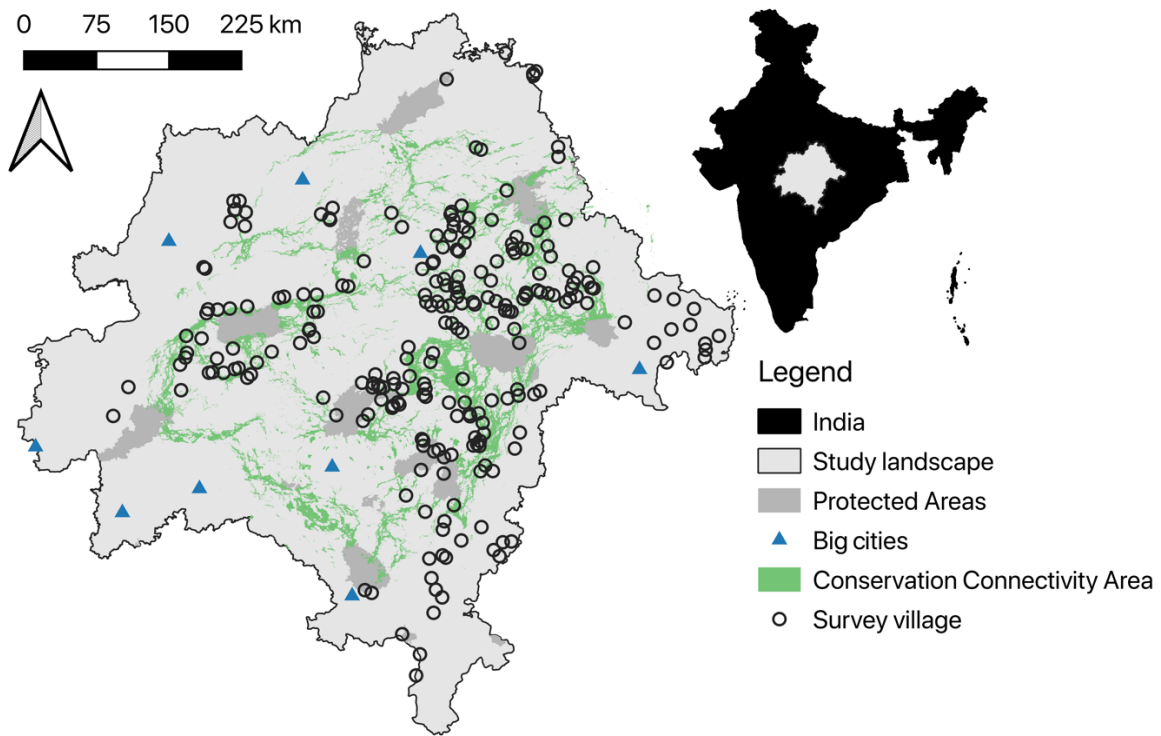 0 75 150 225 km
Legend
India
Study landscape
Protected Areas
Big cities
Conservation Connectivity Area
Survey village